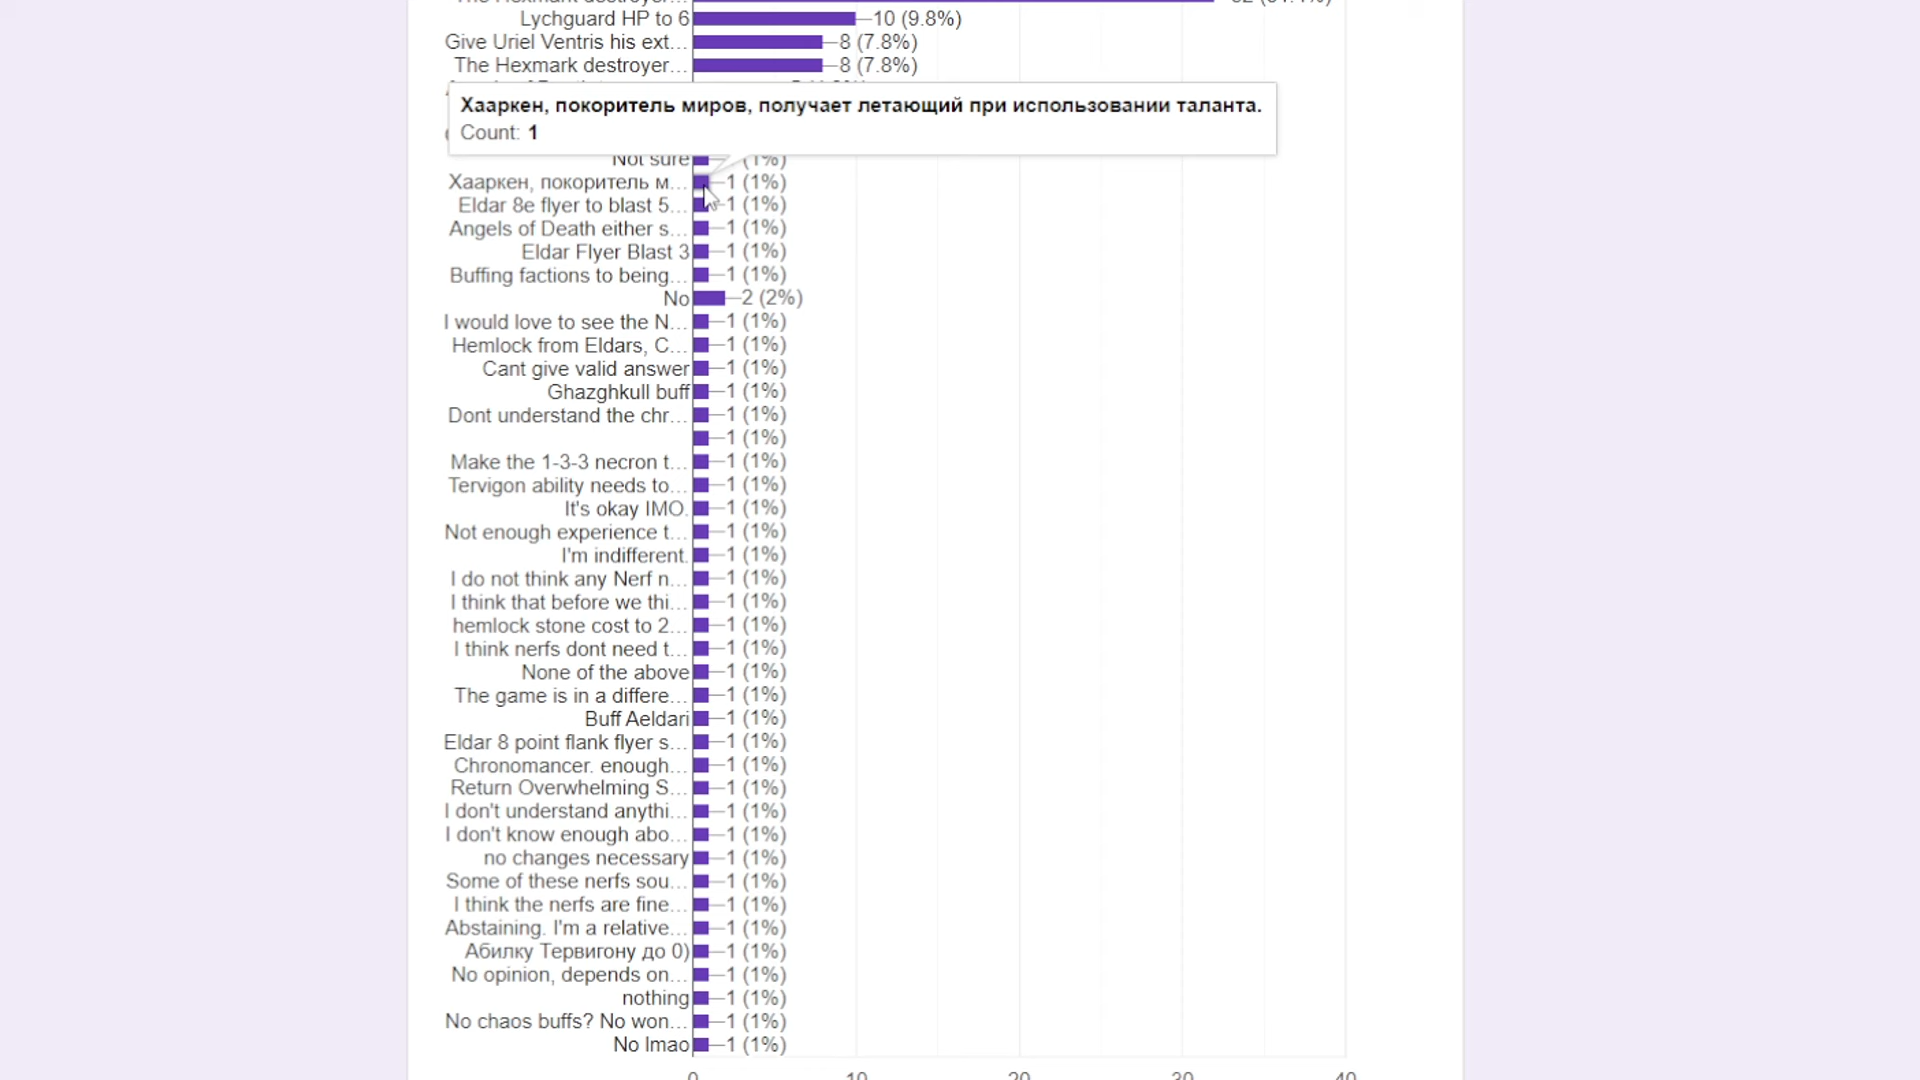 Lychguard HP to 6 10 (9.8%)
Give Uriel Ventris his ext... 8 (7.8%)
The Hexmark destroyer... 8 (7.8%)
Хааркен, покоритель миров, получает летающий при использовании таланта.
Count: 1
Not sure (1%)
Хааркен, покоритель м... 1 (1%)
Eldar 8e flyer to blast 5... 1 (1%)
Angels of Death either s... 1 (1%)
Eldar Flyer Blast 3 1 (1%)
Buffing factions to being... 1 (1%)
No 2 (2%)
I would love to see the N... 1 (1%)
Hemlock from Eldars, C... 1 (1%)
Cant give valid answer 1 (1%)
Ghazghkull buff 1 (1%)
Dont understand the chr... 1 (1%)
1 (1%)
Make the 1-3-3 necron t... 1 (1%)
Tervigon ability needs to... 1 (1%)
It's okay IMO. 1 (1%)
Not enough experience t... 1 (1%)
I'm indifferent. 1 (1%)
I do not think any Nerf n... 1 (1%)
I think that before we thi... 1 (1%)
hemlock stone cost to 2... 1 (1%)
I think nerfs dont need t... 1 (1%)
None of the above 1 (1%)
The game is in a differe... 1 (1%)
Buff Aeldari 1 (1%)
Eldar 8 point flank flyer s... 1 (1%)
Chronomancer. enough... 1 (1%)
Return Overwhelming S... 1 (1%)
I don't understand anythi... 1 (1%)
I don't know enough abo... 1 (1%)
no changes necessary 1 (1%)
Some of these nerfs sou... 1 (1%)
I think the nerfs are fine... 1 (1%)
Abstaining. I'm a relative... 1 (1%)
Абилку Тервигону до 0) 1 (1%)
No opinion, depends on... 1 (1%)
nothing 1 (1%)
No chaos buffs? No won... 1 (1%)
No lmao 1 (1%)
0 10 20 30 40